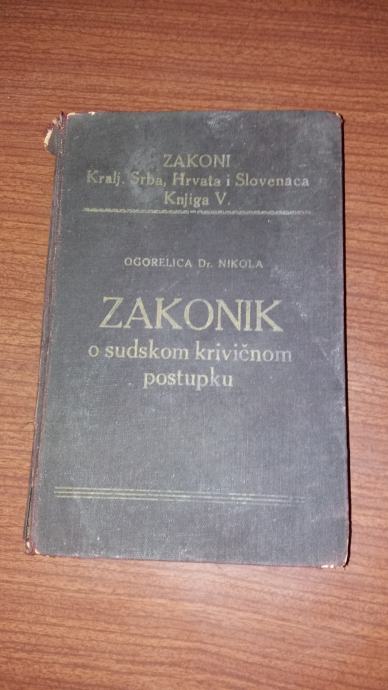 ZAKONI
Kralj. Srba, Hrvata i Slovenaca
Knjiga V.
OGORELICA Dr. NIKOLA
ZAKONIK
o sudskom krivičnom
postupku